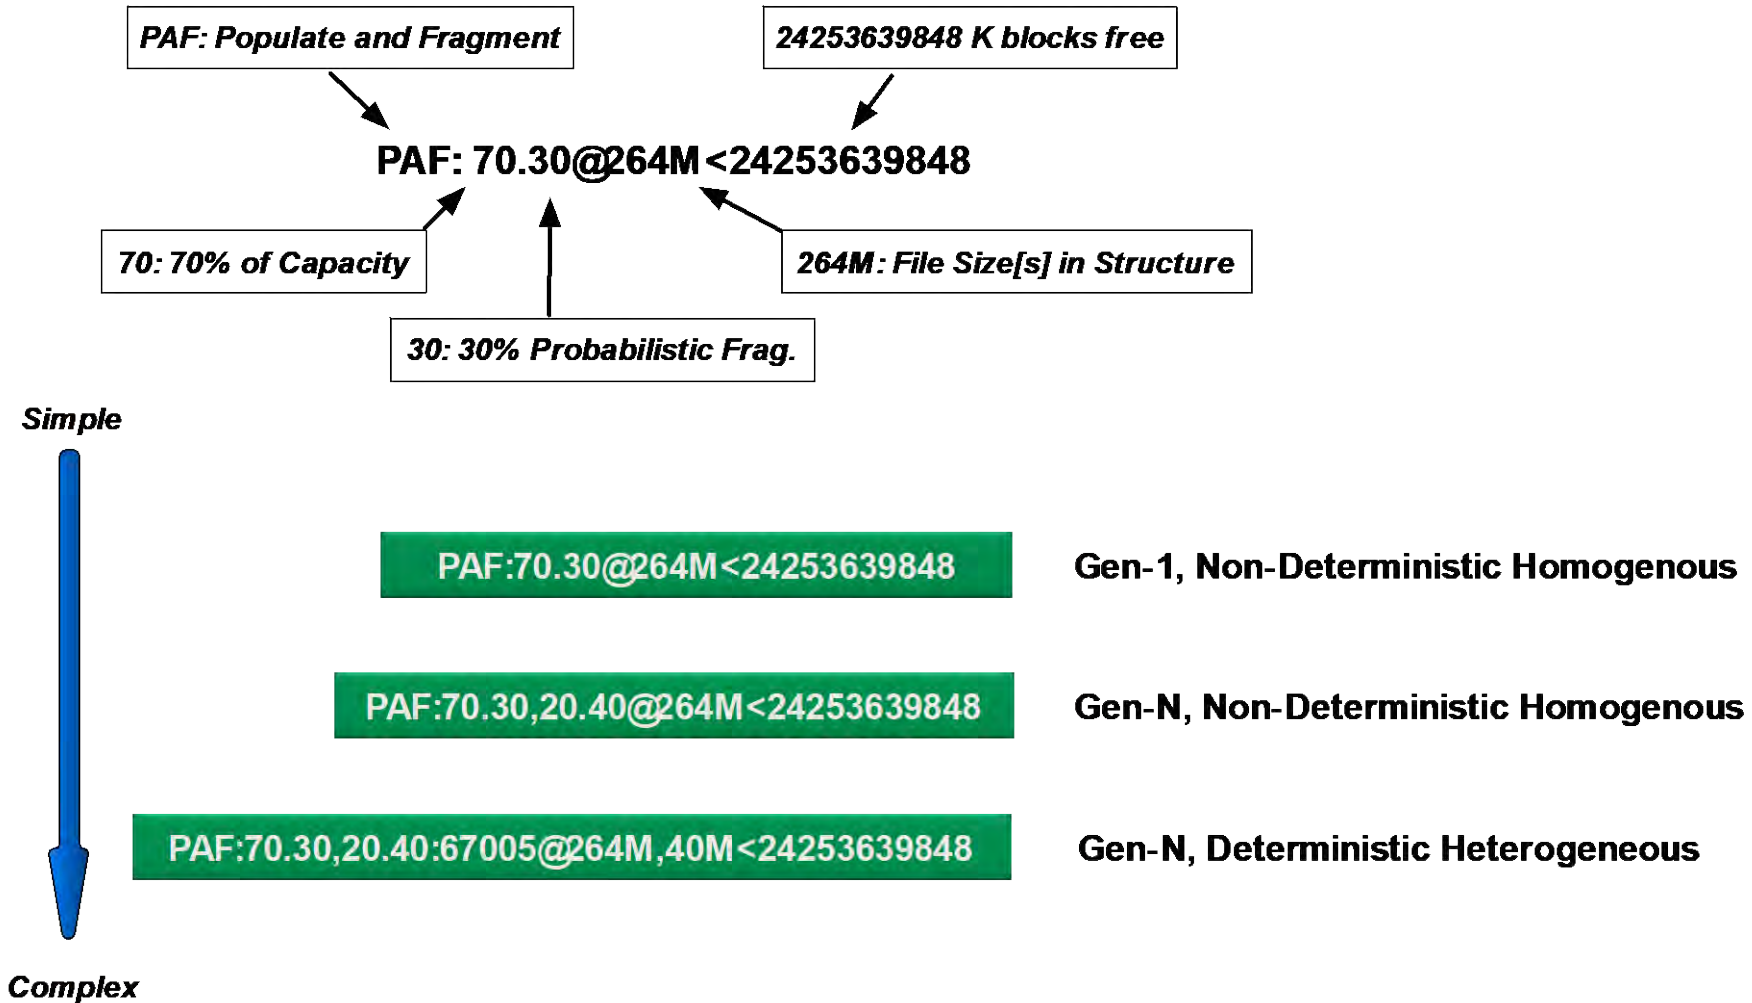 PAF: Populate and Fragment
24253639848 K blocks free
PAF: 70.30@264M<24253639848
70: 70% of Capacity
264M: File Size[s] in Structure
30: 30% Probabilistic Frag.
Simple
PAF:70.30@264M<24253639848
Gen-1, Non-Deterministic Homogenous
PAF:70.30,20.40@264M<24253639848
Gen-N, Non-Deterministic Homogenous
PAF:70.30,20.40:67005@264M,40M<24253639848
Gen-N, Deterministic Heterogeneous
Complex